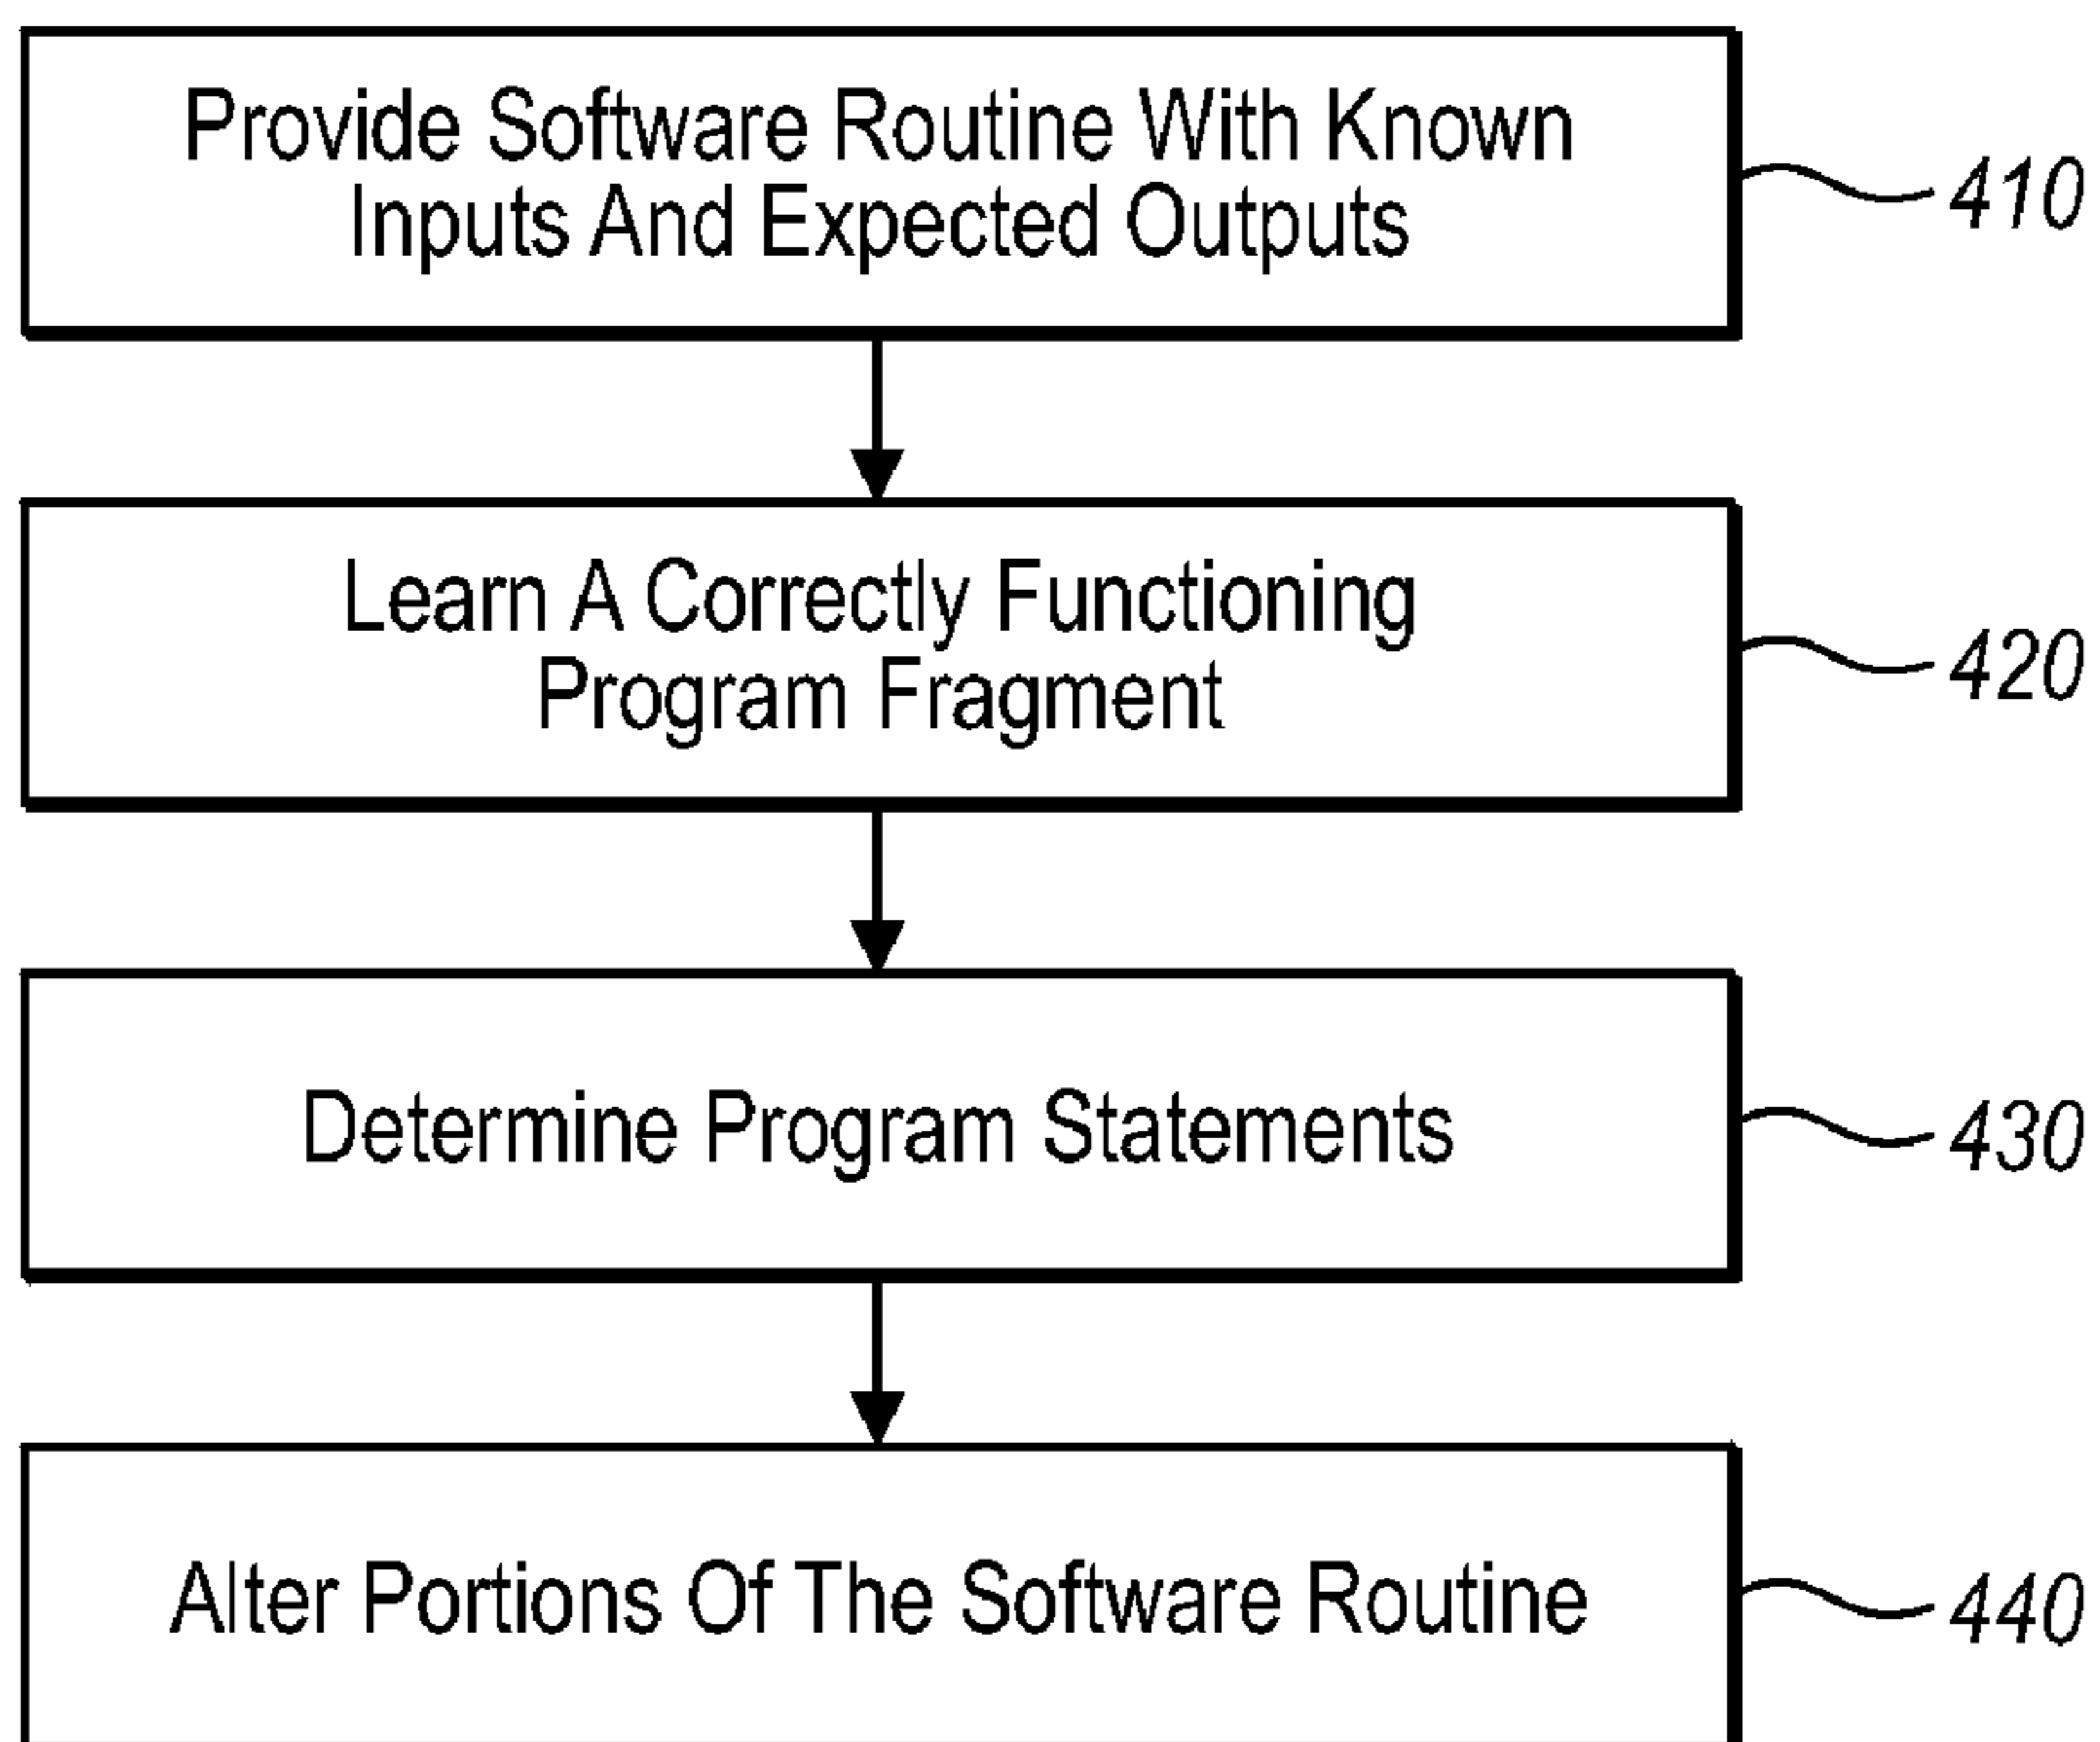 Provide Software Routine With Known
Inputs And Expected Outputs
410
Learn A Correctly Functioning
Program Fragment
420
Determine Program Statements
430
Alter Portions Of The Software Routine
440